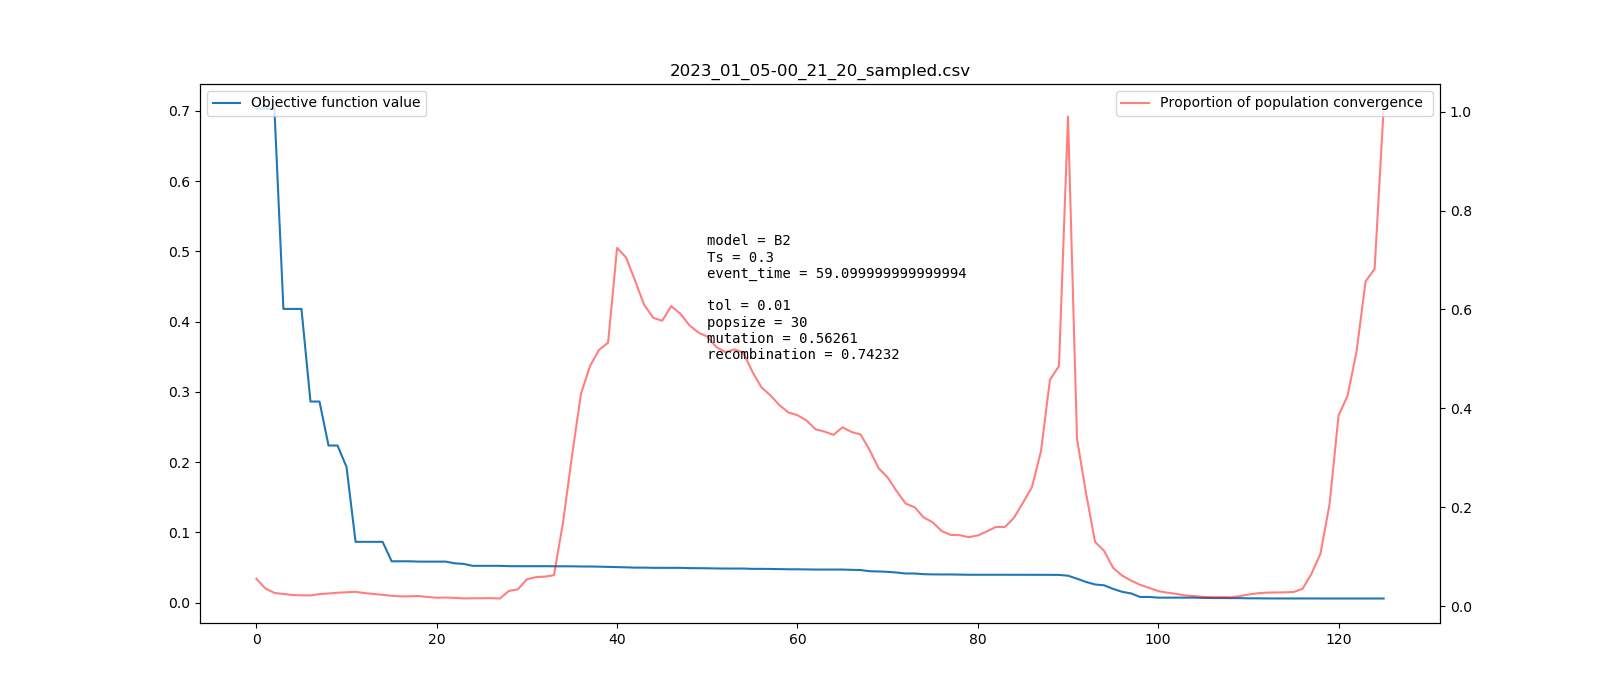 2023_01_05-00_21_20_sampled.csv
Objective function value
Proportion of population convergence
0.7
0.6
0.5
0.4
0.3
0.2
0.1
0.0
1.0
0.8
0.6
0.4
0.2
0.0
model = B2
Ts = 0.3
event_time = 59.099999999999994
tol = 0.01
popsize = 30
mutation = 0.56261
recombination = 0.74232
0 20 40 60 80 100 120